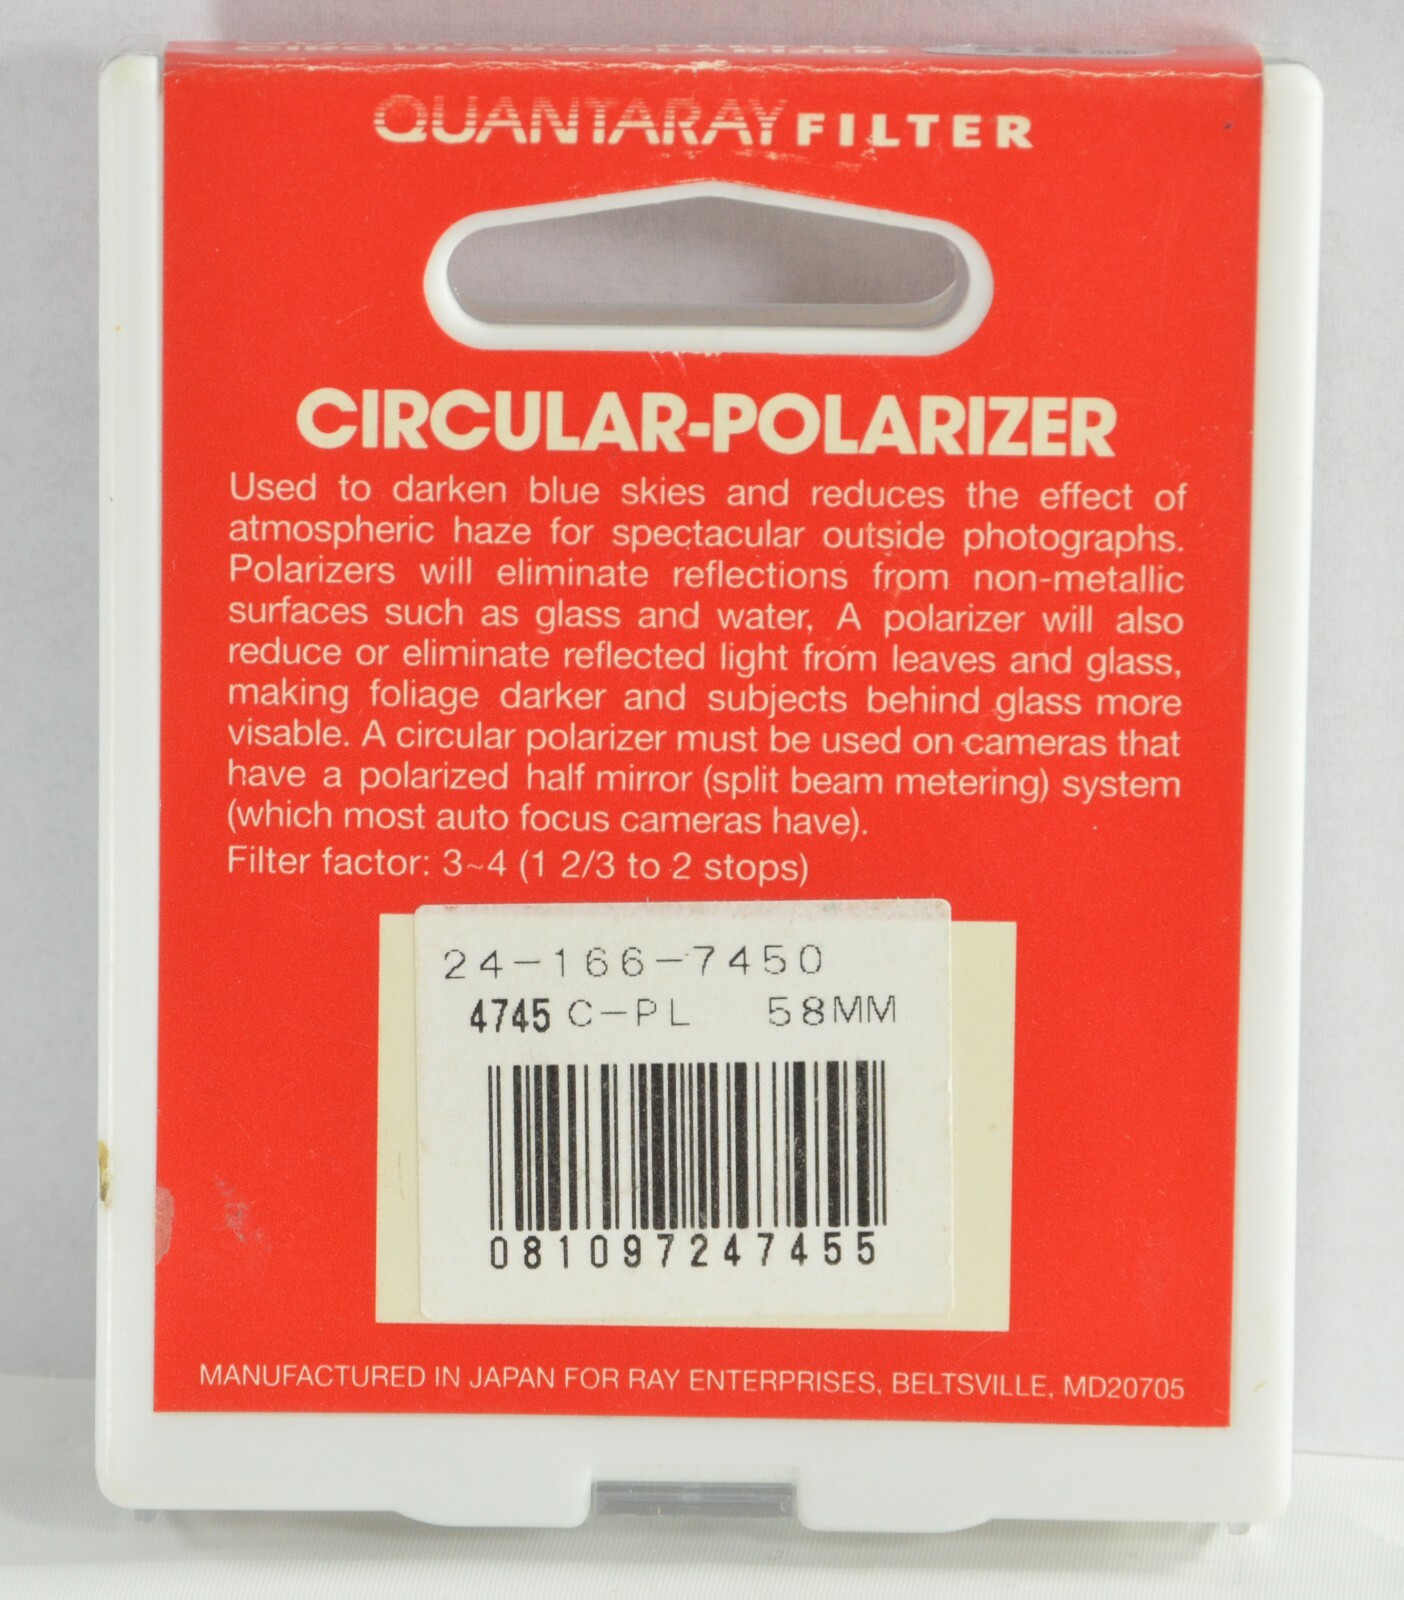 CIRCULAR-POLARIZER
QUANTARAY FILTER
CIRCULAR-POLARIZER
Used to darken blue skies and reduces the effect of
atmospheric haze for spectacular outside photographs.
Polarizers will eliminate reflections from non-metallic
surfaces such as glass and water, A polarizer will also
reduce or eliminate reflected light from leaves and glass,
making foliage darker and subjects behind glass more
visable. A circular polarizer must be used on cameras that
have a polarized half mirror (split beam metering) system
(which most auto focus cameras have).
Filter factor: 3~4 (1 2/3 to 2 stops)
24-166-7450
4745 C-PL 58MM
081097247455
MANUFACTURED IN JAPAN FOR RAY ENTERPRISES, BELTSVILLE, MD20705